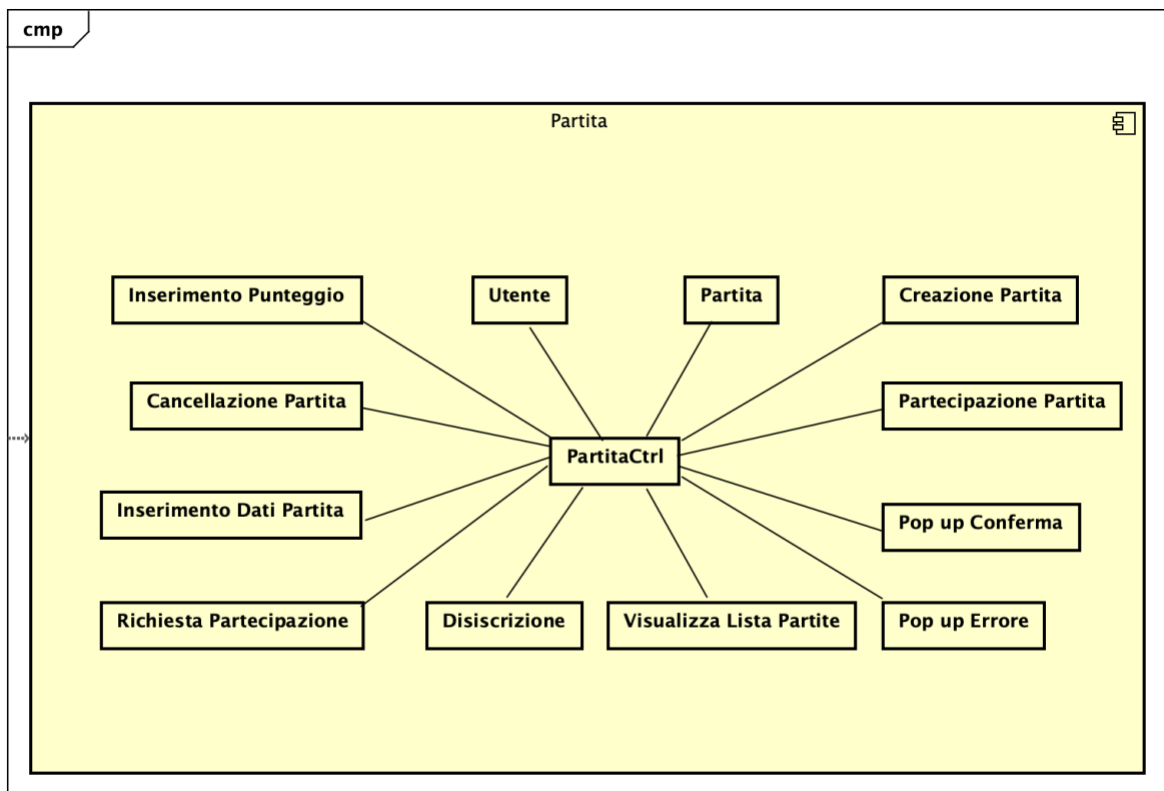 cmp
Partita
Inserimento Punteggio
Utente
Partita
Creazione Partita
Cancellazione Partita
Partecipazione Partita
PartitaCtrl
Inserimento Dati Partita
Pop up Conferma
Richiesta Partecipazione
Disiscrizione
Visualizza Lista Partite
Pop up Errore